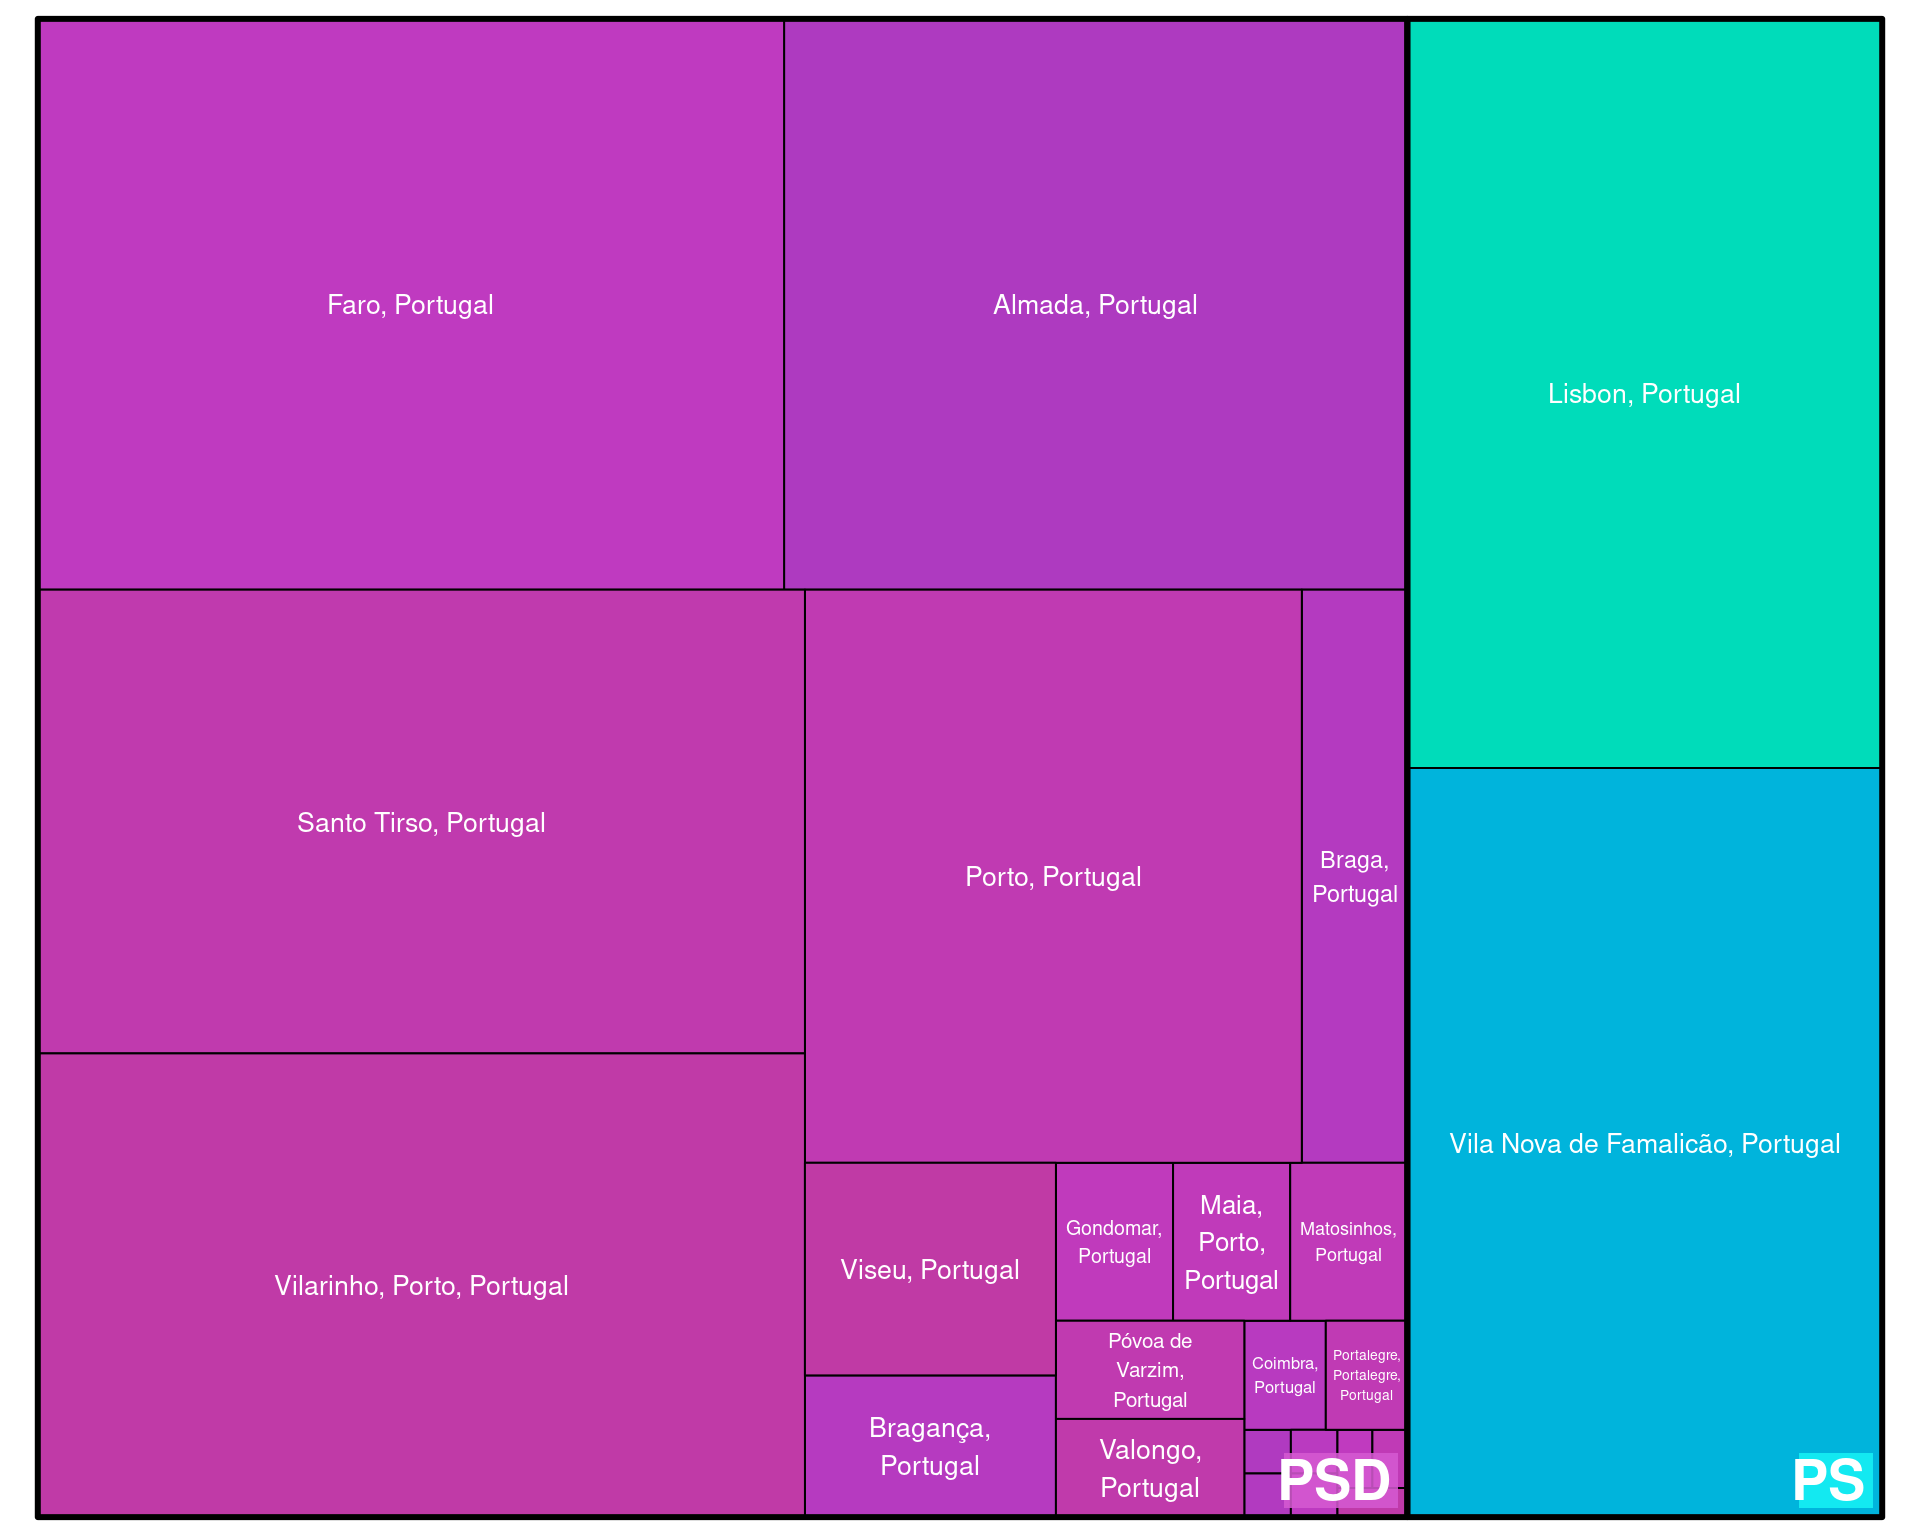 Faro, Portugal
Almada, Portugal
Lisbon, Portugal
Santo Tirso, Portugal
Porto, Portugal
Braga,
Portugal
Vila Nova de Famalicão, Portugal
Vilarinho, Porto, Portugal
Viseu, Portugal
Gondomar,
Portugal
Maia,
Porto,
Portugal
Matosinhos,
Portugal
Póvoa de
Varzim,
Portugal
Coimbra,
Portugal
Portalegre,
Portalegre,
Portugal
Bragança,
Portugal
Valongo,
Portugal
PSD
PS